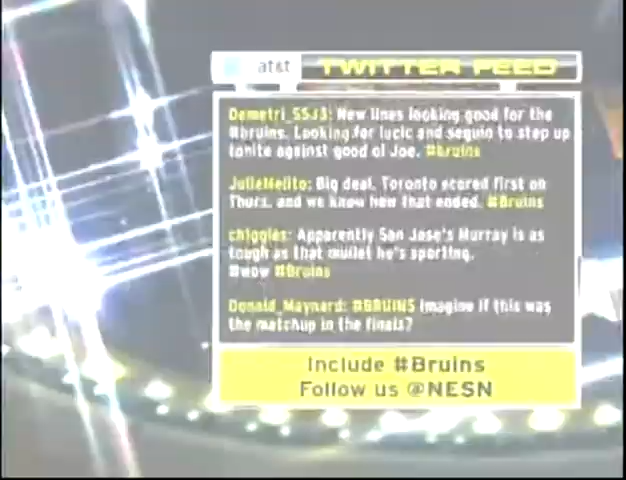 at&t TWITTER FEED
Demetri_5533: New lines looking good for the
#bruins. Looking for lucic and seguin to step up
tonite against good ol Joe. #bruins
JulieMelito: Big deal, Toronto scored first on
Thurs, and we know how that ended. #Bruins
chiggles: Apparently San Jose's Murray is as
tough as that mullet he's sporting.
#wow #Bruins
Donald_Maynard: #BRUINS Imagine if this was
the matchup in the finals?
Include #Bruins
Follow us @NESN